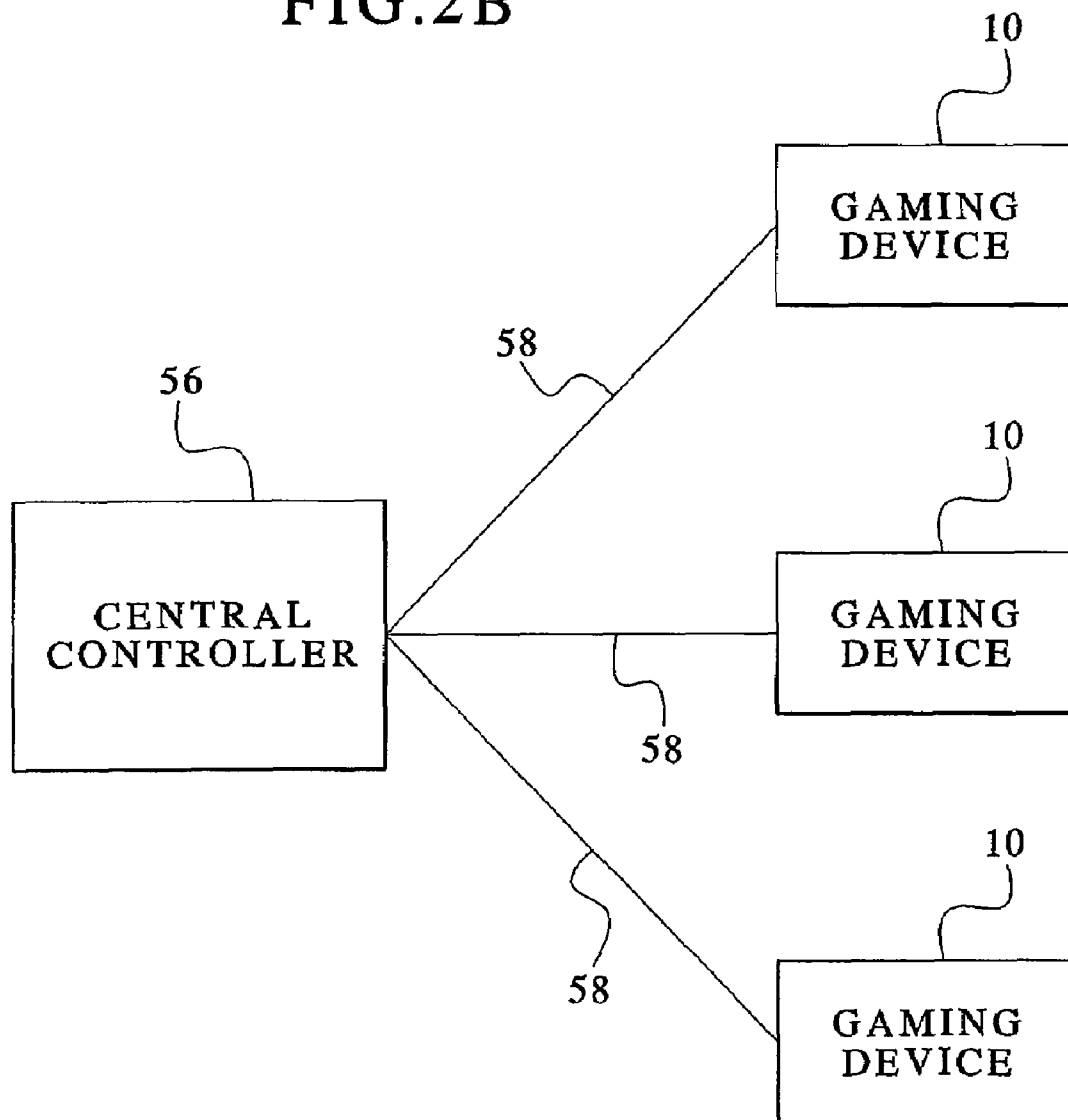 FIG.2B
10
GAMING
DEVICE
58
56
10
CENTRAL
CONTROLLER
GAMING
DEVICE
58
10
58
GAMING
DEVICE